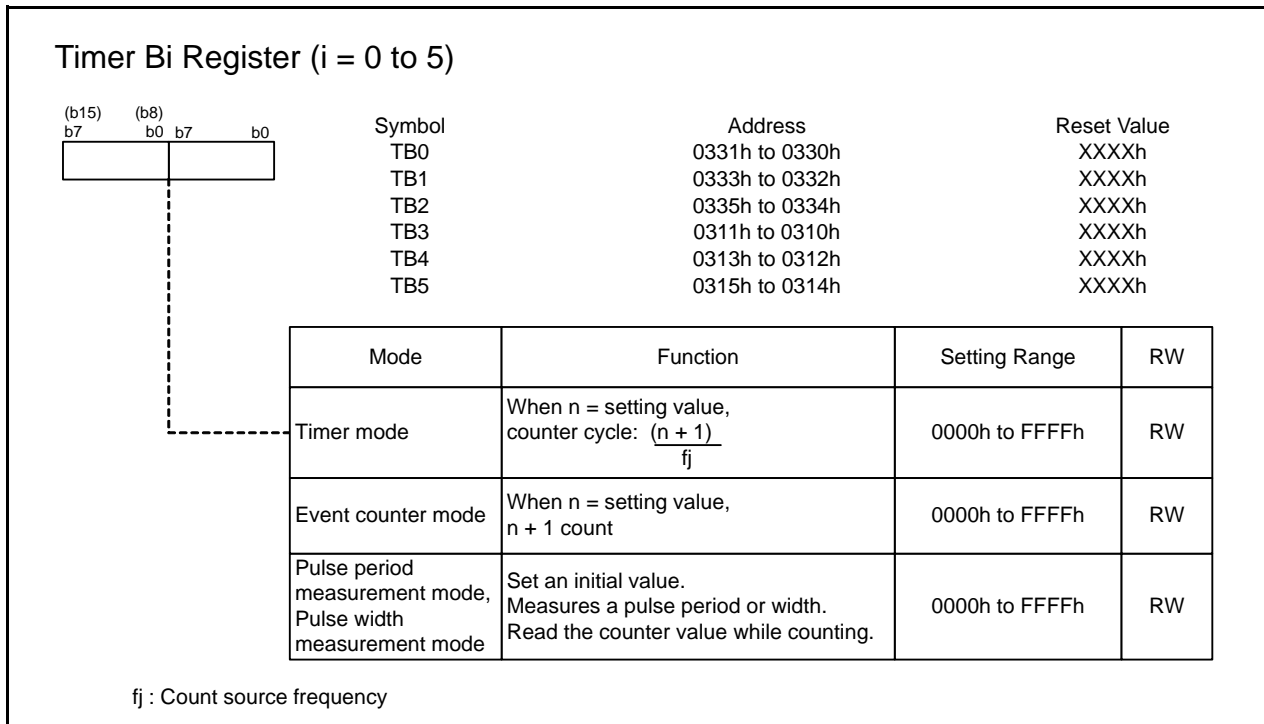 Timer Bi Register (i = 0 to 5)
(b15) (b8)
b7 b0 b7 b0
Symbol Address Reset Value
TB0 0331h to 0330h XXXXh
TB1 0333h to 0332h XXXXh
TB2 0335h to 0334h XXXXh
TB3 0311h to 0310h XXXXh
TB4 0313h to 0312h XXXXh
TB5 0315h to 0314h XXXXh
Mode Function Setting Range RW
Timer mode
When n = setting value,
counter cycle: (n + 1)
fj
0000h to FFFFh RW
Event counter mode
When n = setting value,
n + 1 count
0000h to FFFFh RW
Pulse period
measurement mode,
Pulse width
measurement mode
Set an initial value.
Measures a pulse period or width.
Read the counter value while counting.
0000h to FFFFh RW
fj : Count source frequency